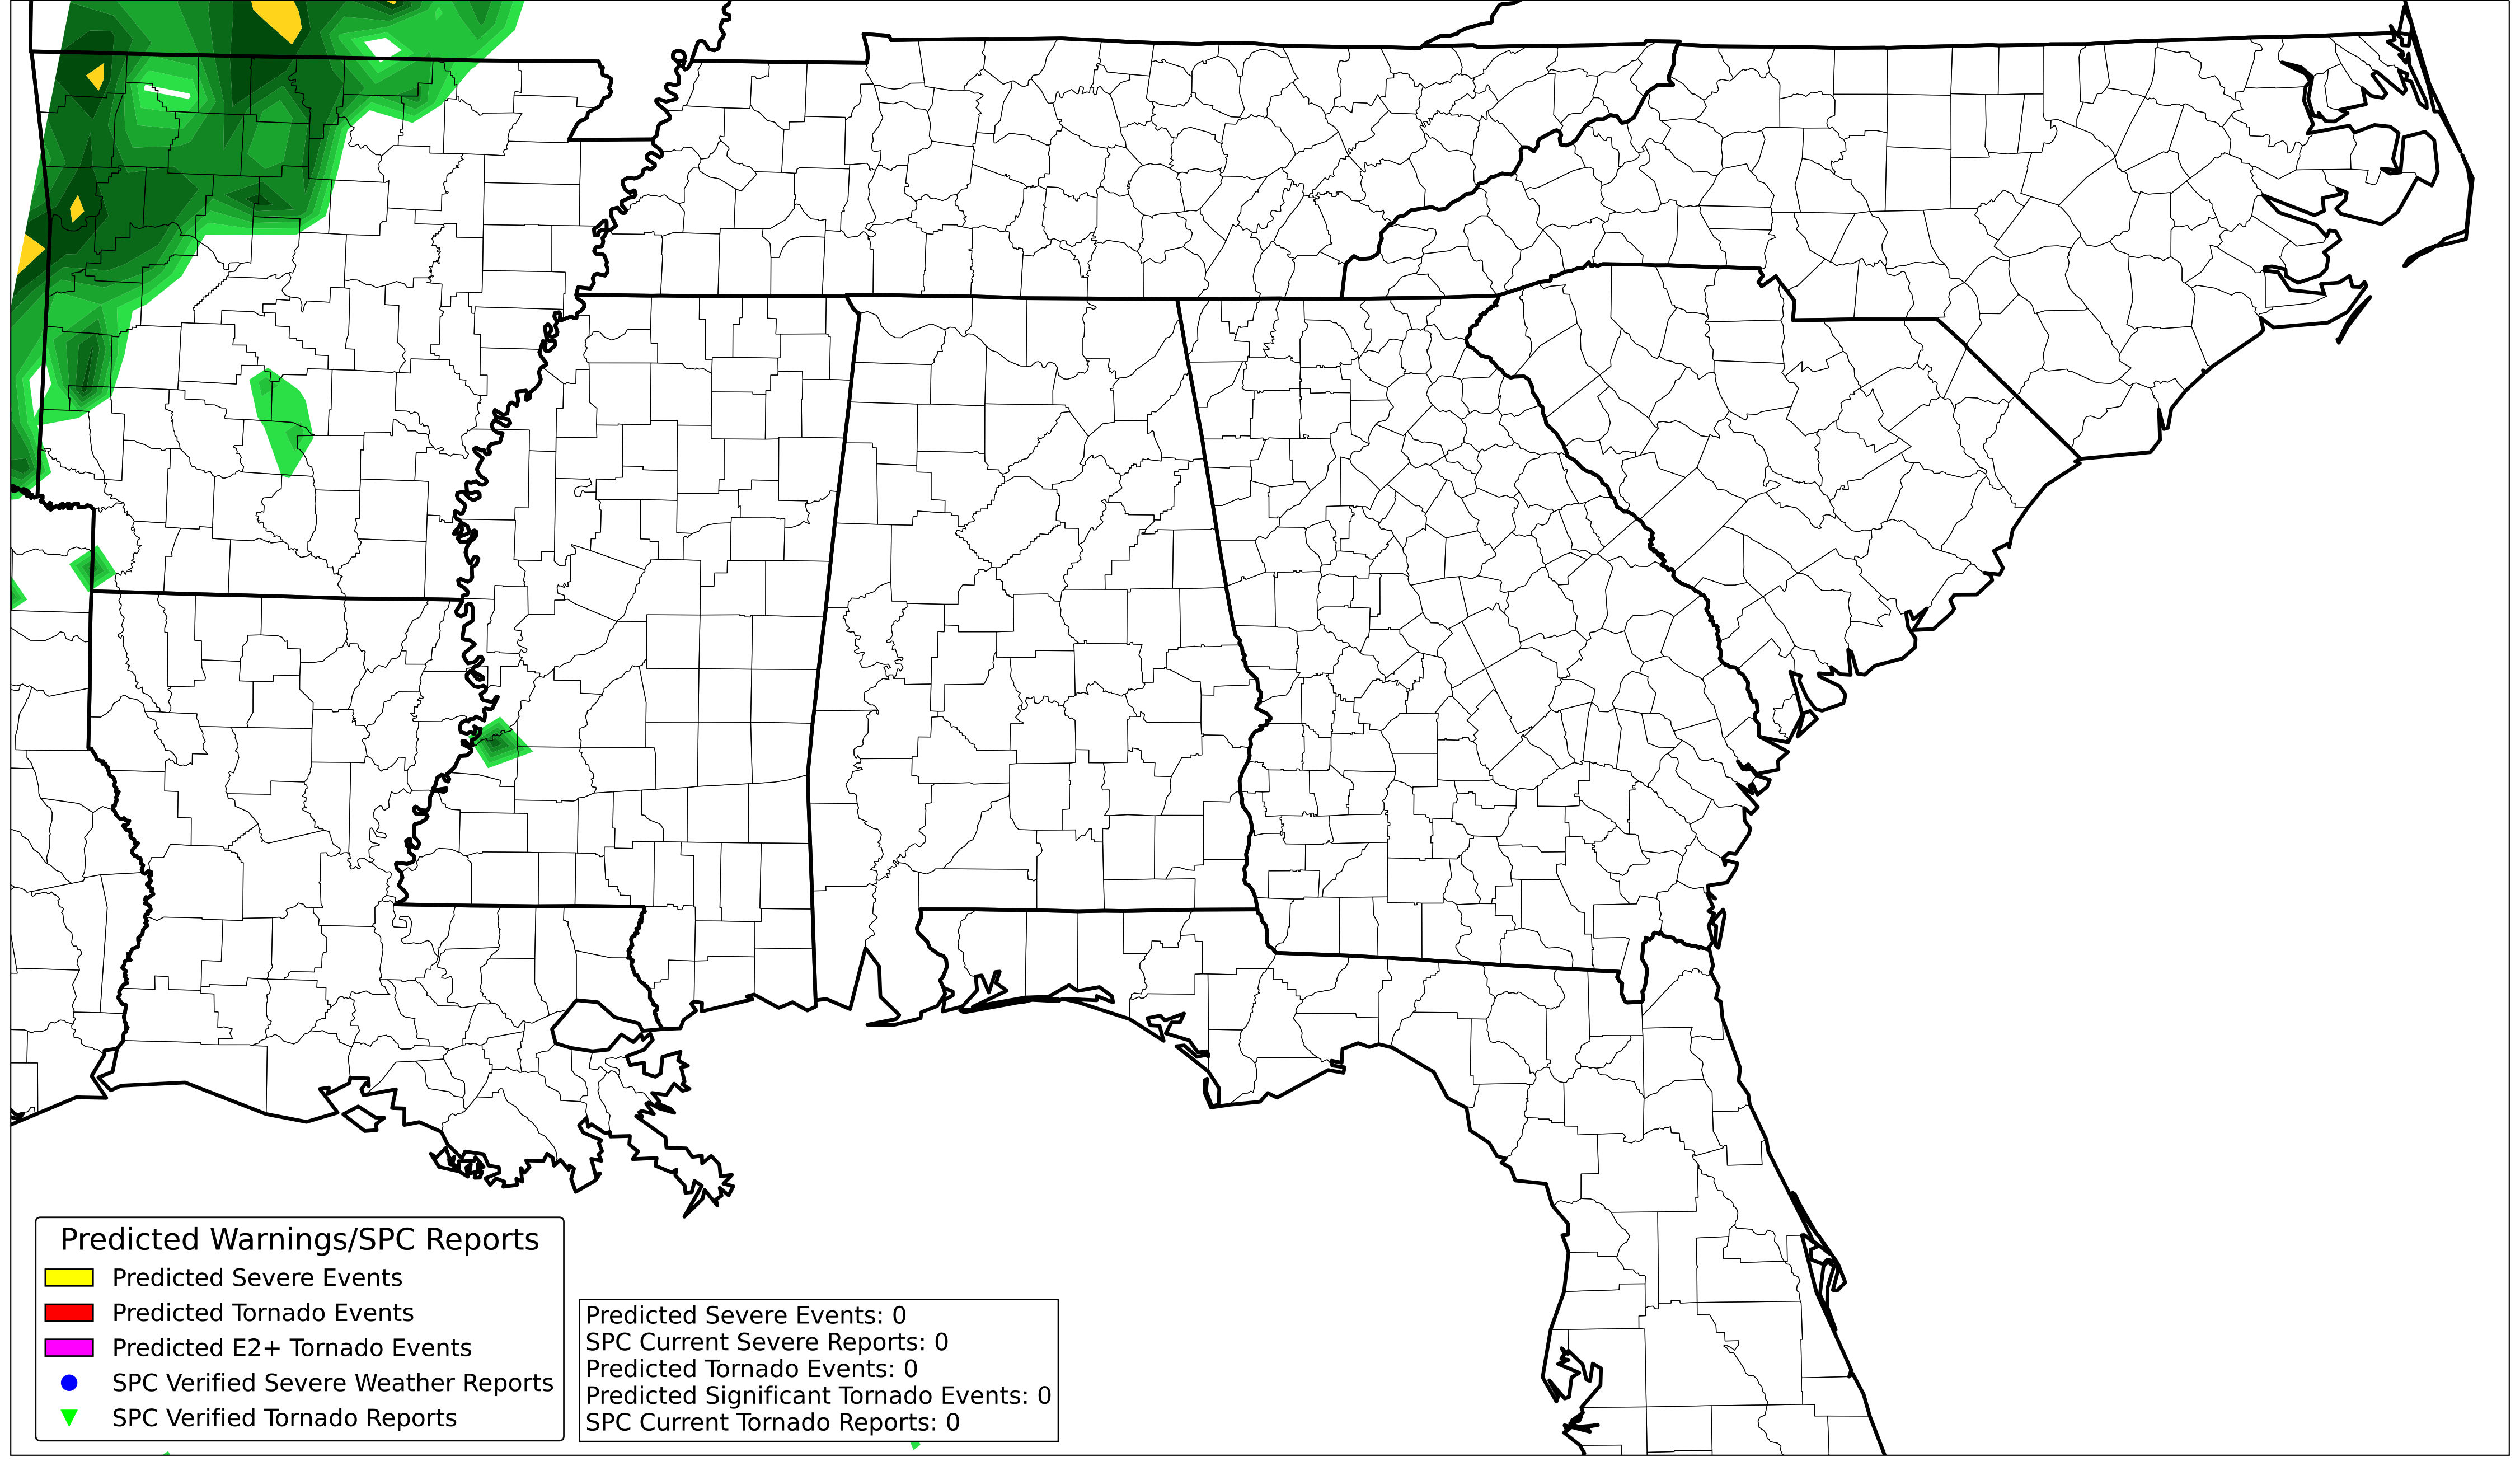 Predicted Warnings/SPC Reports
Predicted Severe Events
Predicted Tornado Events
Predicted E2+ Tornado Events
SPC Verified Severe Weather Reports
SPC Verified Tornado Reports
Predicted Severe Events: 0
SPC Current Severe Reports: 0
Predicted Tornado Events: 0
Predicted Significant Tornado Events: 0
SPC Current Tornado Reports: 0